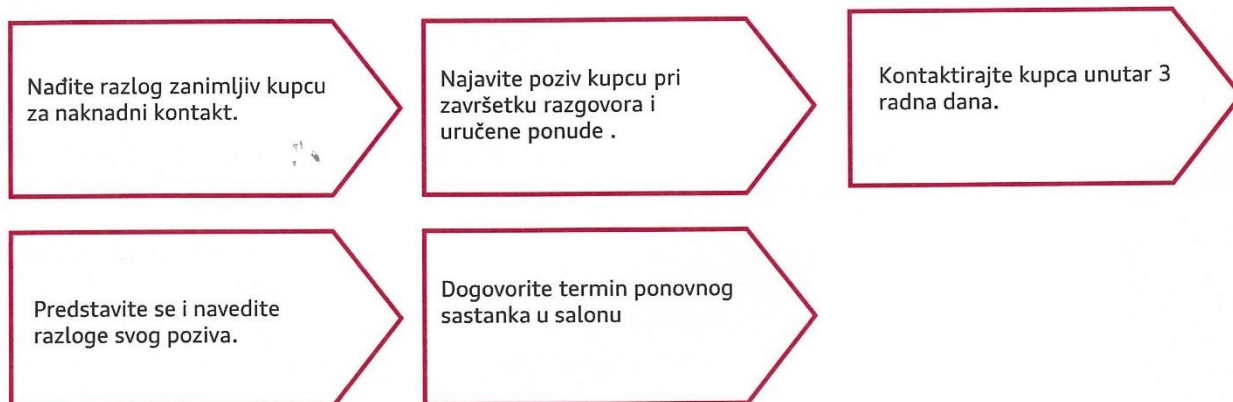 Nađite razlog zanimljiv kupcu
za naknadni kontakt.
Najavite poziv kupcu pri
završetku razgovora i
uručene ponude .
Kontaktirajte kupca unutar 3
radna dana.
Predstavite se i navedite
razloge svog poziva.
Dogovorite termin ponovnog
sastanka u salonu